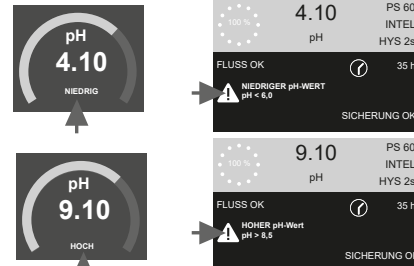 pH
4.10
NIEDRIG
100 %
4.10
pH
PS 60
INTEL
HYS 2s
FLUSS OK
35 h
NIEDRIGER pH-WERT
pH < 6,0
SICHERUNG OK
pH
9.10
HOCH
100 %
9.10
pH
PS 60
INTEL
HYS 2s
FLUSS OK
35 h
HOHER pH-Wert
pH > 8,5
SICHERUNG OK